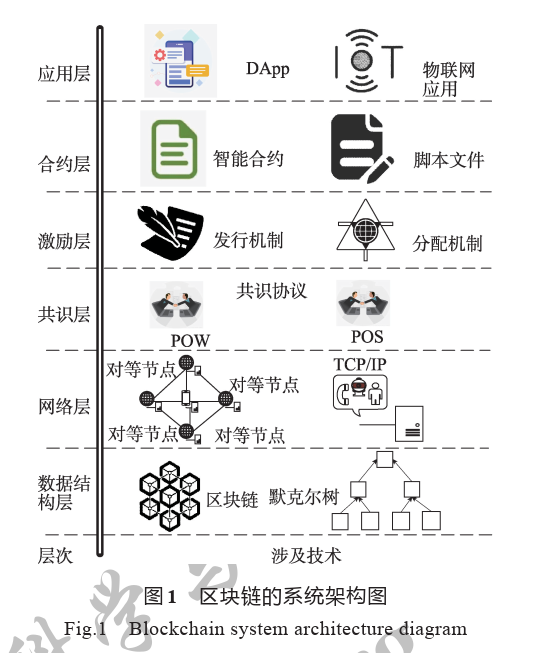 应用层
DApp
IOT
物联网
应用
合约层
智能合约
脚本文件
激励层
发行机制
分配机制
共识层
共识协议
POW
POS
网络层
对等节点
对等节点
对等节点
对等节点
TCP/IP
数据结
构层
区块链
默克尔树
层次
涉及技术
图1 区块链的系统架构图
Fig.1 Blockchain system architecture diagram
科学